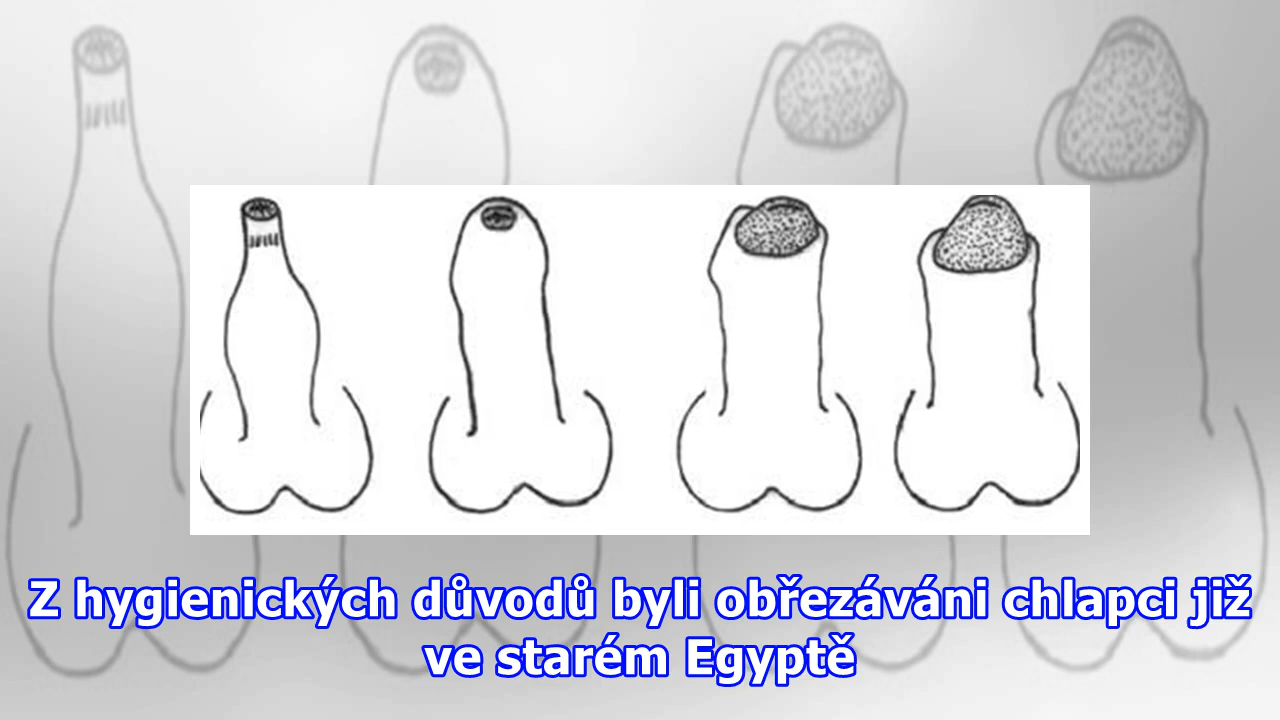 Z hygienických důvodů byli obřezáváni chlapci již
ve starém Egyptě